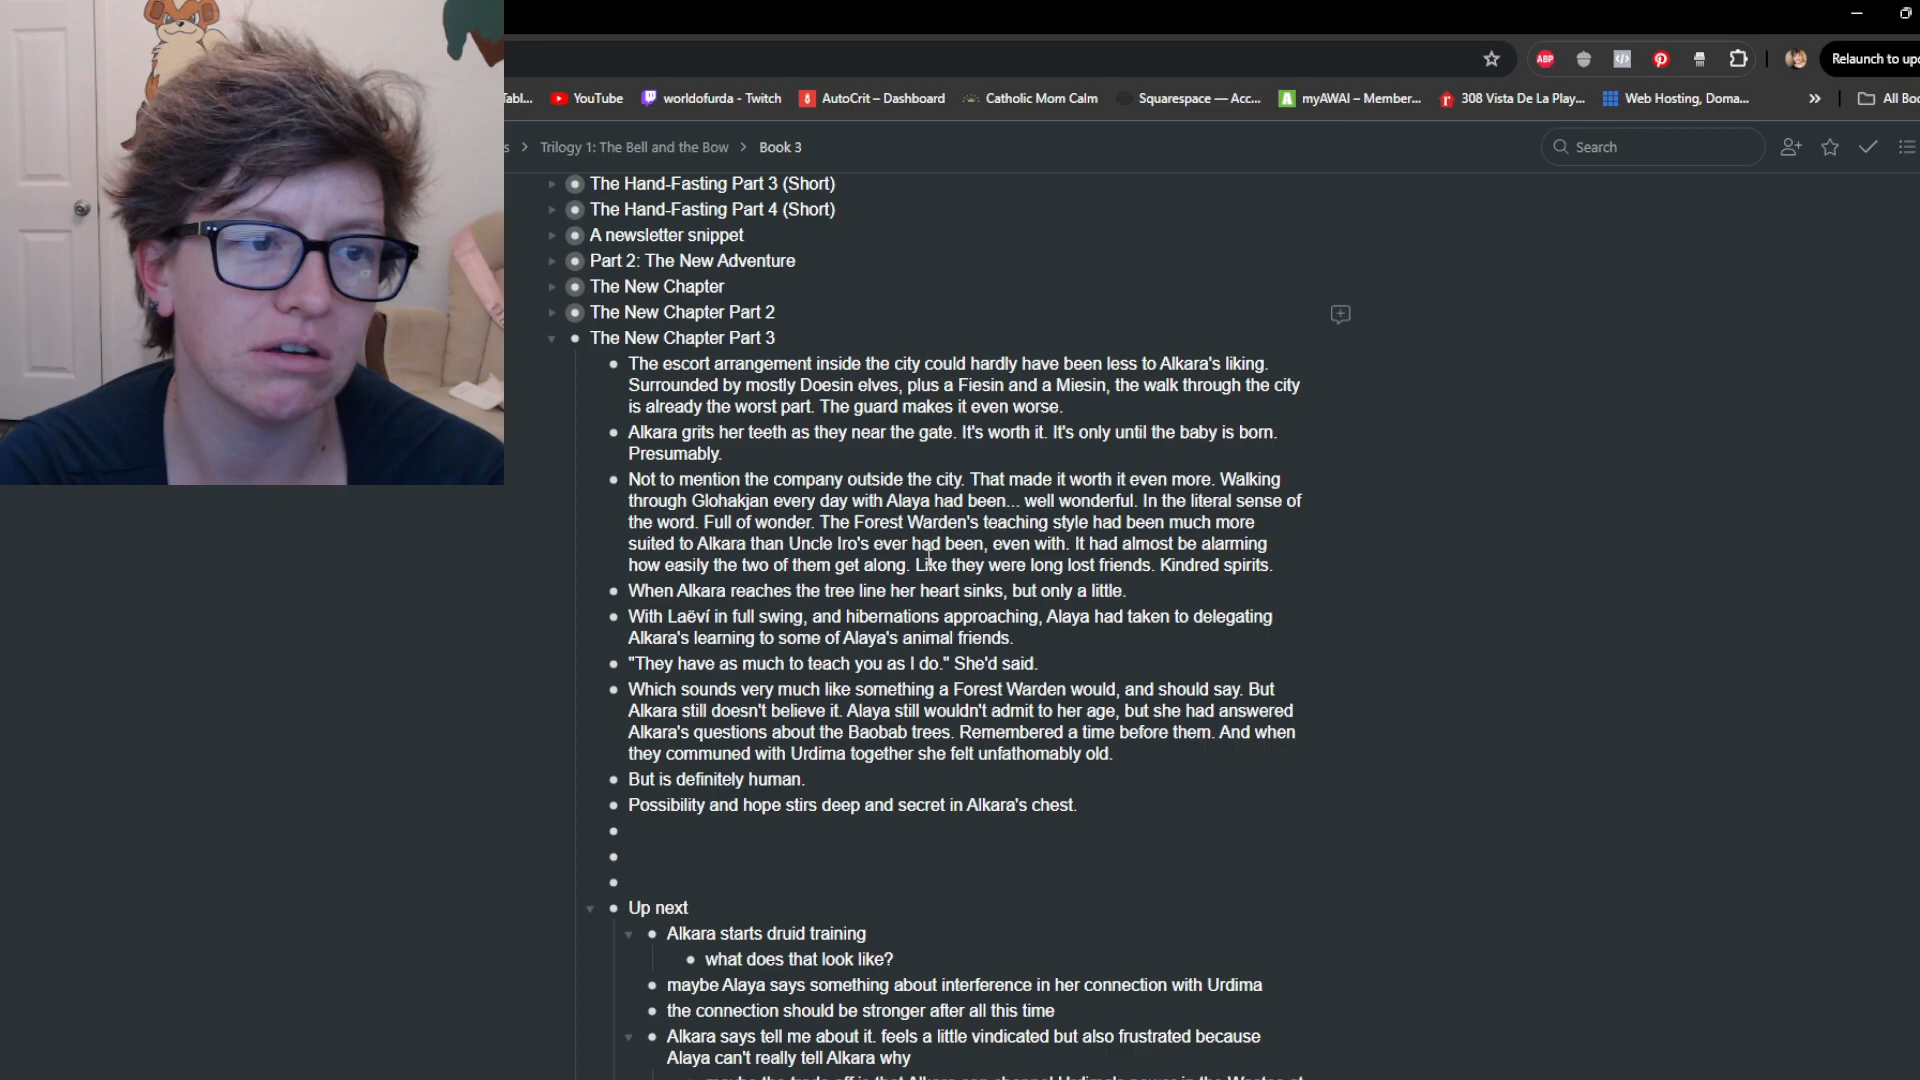 Relaunch to upd
Tabl...
YouTube
worldofurda - Twitch
AutoCrit – Dashboard
Catholic Mom Calm
Squarespace — Acc...
myAWAI – Member...
308 Vista De La Play...
Web Hosting, Doma...
»
All Boo
ABP
s > Trilogy 1: The Bell and the Bow > Book 3
Search
The Hand-Fasting Part 3 (Short)
The Hand-Fasting Part 4 (Short)
A newsletter snippet
Part 2: The New Adventure
The New Chapter
The New Chapter Part 2
The New Chapter Part 3
The escort arrangement inside the city could hardly have been less to Alkara's liking.
Surrounded by mostly Doesin elves, plus a Fiesin and a Miesin, the walk through the city
is already the worst part. The guard makes it even worse.
Alkara grits her teeth as they near the gate. It's worth it. It's only until the baby is born.
Presumably.
Not to mention the company outside the city. That made it worth it even more. Walking
through Glohakjan every day with Alaya had been... well wonderful. In the literal sense of
the word. Full of wonder. The Forest Warden's teaching style had been much more
suited to Alkara than Uncle Iro's ever had been, even with. It had almost be alarming
how easily the two of them get along. Like they were long lost friends. Kindred spirits.
When Alkara reaches the tree line her heart sinks, but only a little.
With Laëví in full swing, and hibernations approaching, Alaya had taken to delegating
Alkara's learning to some of Alaya's animal friends.
"They have as much to teach you as I do." She'd said.
Which sounds very much like something a Forest Warden would, and should say. But
Alkara still doesn't believe it. Alaya still wouldn't admit to her age, but she had answered
Alkara's questions about the Baobab trees. Remembered a time before them. And when
they communed with Urdima together she felt unfathomably old.
But is definitely human.
Possibility and hope stirs deep and secret in Alkara's chest.
Up next
Alkara starts druid training
what does that look like?
maybe Alaya says something about interference in her connection with Urdima
the connection should be stronger after all this time
Alkara says tell me about it. feels a little vindicated but also frustrated because
Alaya can't really tell Alkara why